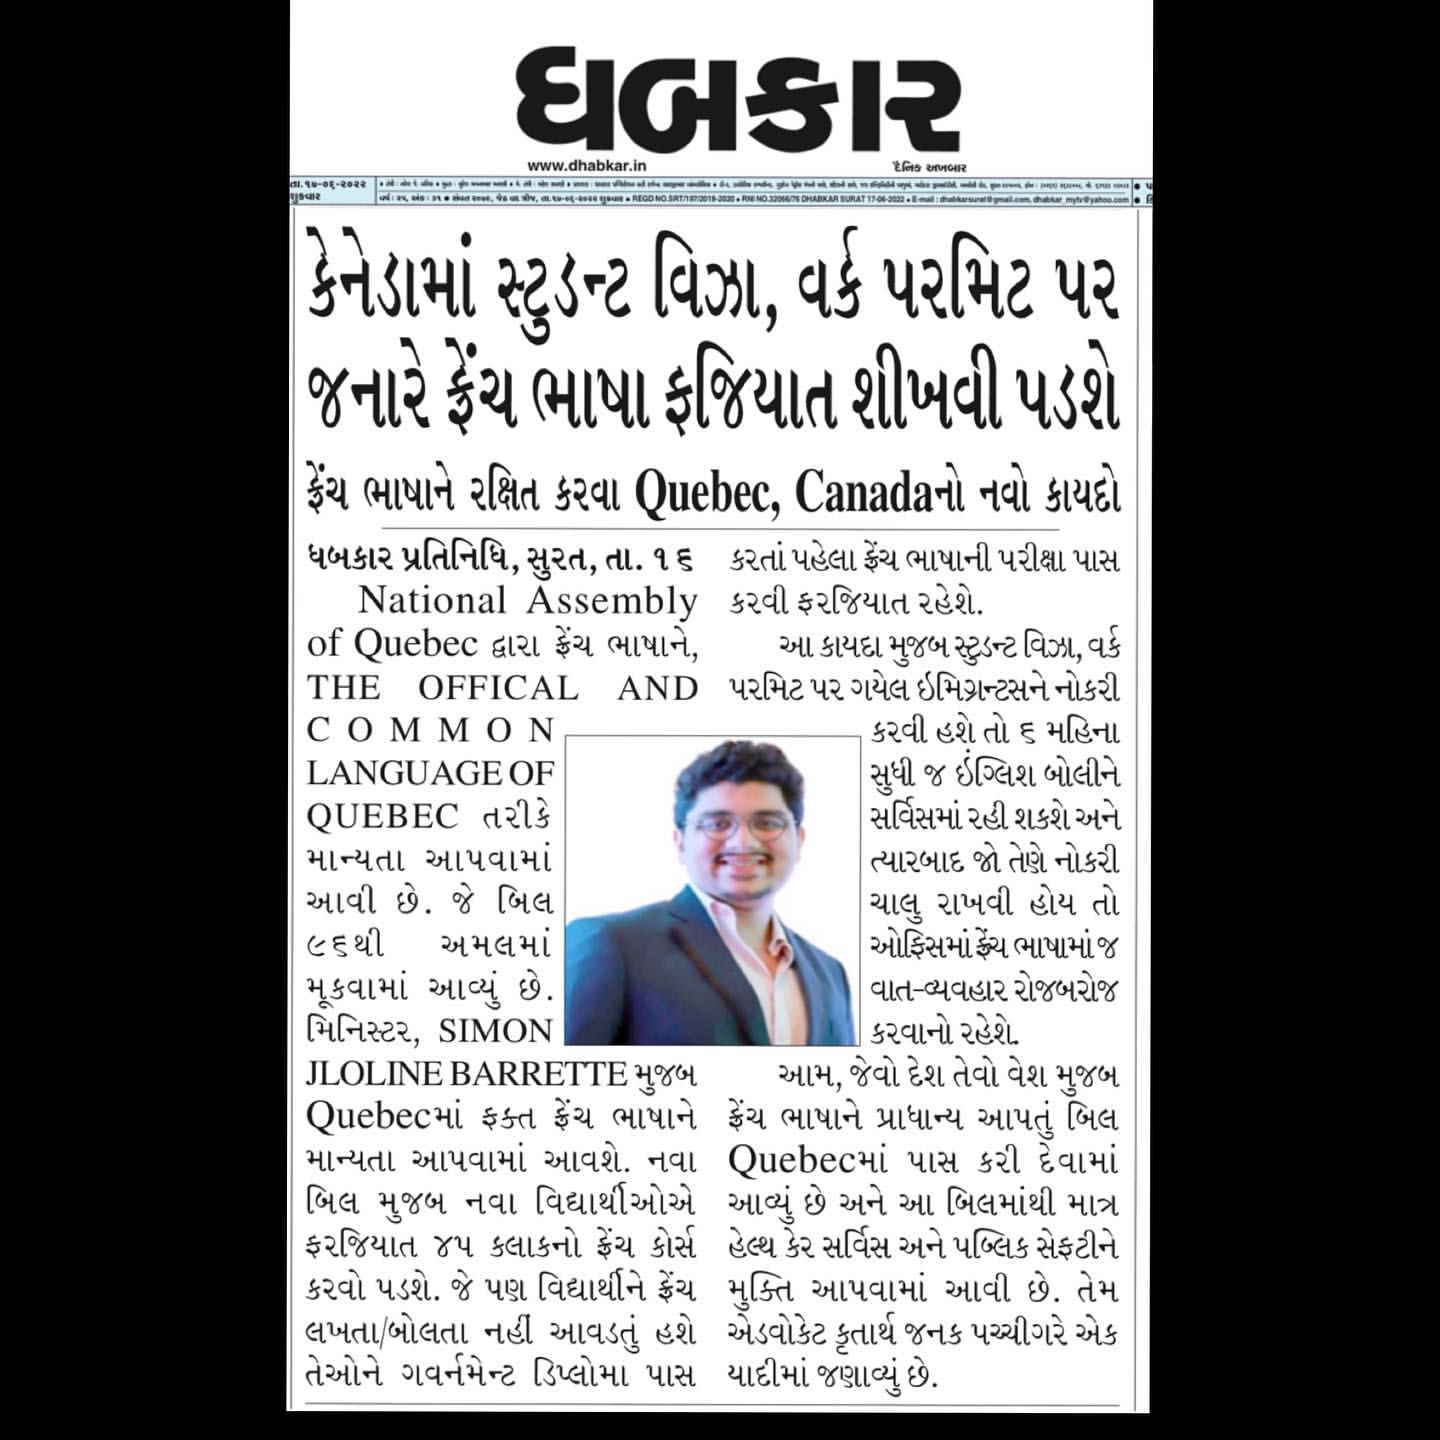 ધબકાર
www.dhabkar.in
દૈનિક અખબાર
તા.૧૭-૦૬-૨૦૨૨
શુક્રવાર
REGD NO.SRT/197/2018-2020 • RNI NO.32066/76 DHABKAR SURAT 17-06-2022 • E-mail : dhabkarsurat@gmail.com, dhabkar_mytv@yahoo.com
કેનેડામાં સ્ટુડન્ટ વિઝા, વર્ક પરમિટ પર
જનારે ફ્રેંચ ભાષા ફજિયાત શીખવી પડશે
ફ્રેંચ ભાષાને રક્ષિત કરવા Quebec, Canadaનો નવો કાયદો
ધબકાર પ્રતિનિધિ, સુરત, તા. ૧૬
National Assembly
of Quebec દ્વારા ફ્રેંચ ભાષાને,
THE OFFICAL AND
COMMON
LANGUAGE OF
QUEBEC તરીકે
માન્યતા આપવામાં
આવી છે. જે બિલ
૯૬થી અમલમાં
મૂકવામાં આવ્યું છે.
મિનિસ્ટર, SIMON
JLOLINE BARRETTE મુજબ
Quebecમાં ફક્ત ફ્રેંચ ભાષાને
માન્યતા આપવામાં આવશે. નવા
બિલ મુજબ નવા વિદ્યાર્થીઓએ
ફરજિયાત ૪૫ કલાકનો ફ્રેંચ કોર્સ
કરવો પડશે. જે પણ વિદ્યાર્થીને ફ્રેંચ
લખતા/બોલતા નહીં આવડતું હશે
તેઓને ગવર્નમેન્ટ ડિપ્લોમા પાસ
કરતાં પહેલા ફ્રેંચ ભાષાની પરીક્ષા પાસ
કરવી ફરજિયાત રહેશે.
આ કાયદા મુજબ સ્ટુડન્ટ વિઝા, વર્ક
પરમિટ પર ગયેલ ઇમિગ્રન્ટસને નોકરી
કરવી હશે તો ૬ મહિના
સુધી જ ઇંગ્લિશ બોલીને
સર્વિસમાં રહી શકશે અને
ત્યારબાદ જો તેણે નોકરી
ચાલુ રાખવી હોય તો
ઓફિસમાં ફ્રેંચ ભાષામાં જ
વાત-વ્યવહાર રોજબરોજ
કરવાનો રહેશે.
આમ, જેવો દેશ તેવો વેશ મુજબ
ફ્રેંચ ભાષાને પ્રાધાન્ય આપતું બિલ
Quebecમાં પાસ કરી દેવામાં
આવ્યું છે અને આ બિલમાંથી માત્ર
હેલ્થ કેર સર્વિસ અને પબ્લિક સેફટીને
મુક્તિ આપવામાં આવી છે. તેમ
એડવોકેટ કૃતાર્થ જનક પચ્ચીગરે એક
યાદીમાં જણાવ્યું છે.